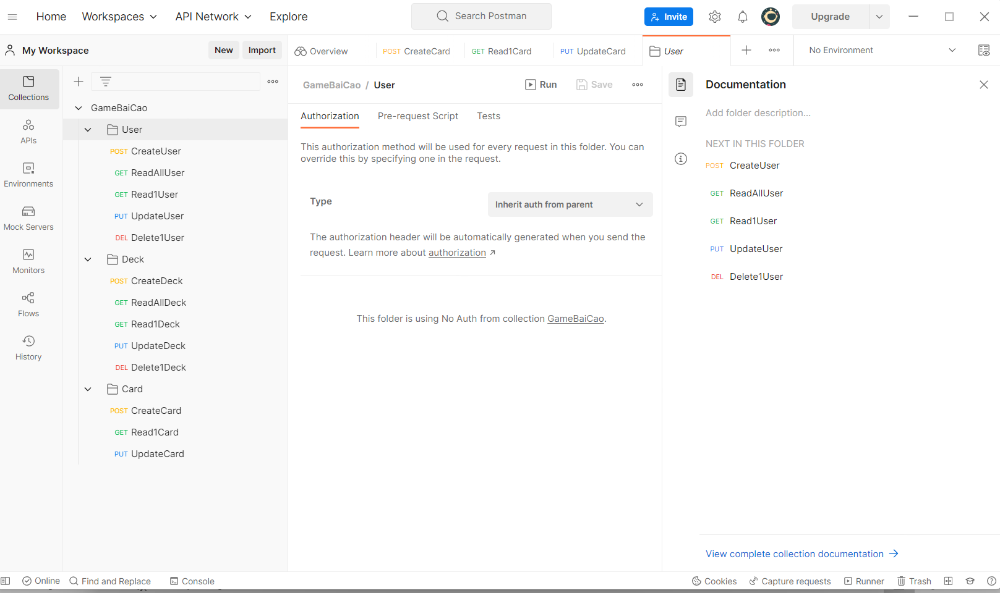 Home Workspaces API Network Explore Search Postman Invite Upgrade
My Workspace New Import
Overview POST CreateCard GET Read1Card PUT UpdateCard User No Environment
Collections
APIs
Environments
Mock Servers
Monitors
Flows
History
GameBaiCao
User
POST CreateUser
GET ReadAllUser
GET Read1User
PUT UpdateUser
DEL Delete1User
Deck
POST CreateDeck
GET ReadAllDeck
GET Read1Deck
PUT UpdateDeck
DEL Delete1Deck
Card
POST CreateCard
GET Read1Card
PUT UpdateCard
GameBaiCao / User Run Save
Authorization Pre-request Script Tests
This authorization method will be used for every request in this folder. You can
override this by specifying one in the request.
Type Inherit auth from parent
The authorization header will be automatically generated when you send the
request. Learn more about authorization ↗
This folder is using No Auth from collection GameBaiCao.
Documentation
Add folder description...
NEXT IN THIS FOLDER
POST CreateUser
GET ReadAllUser
GET Read1User
PUT UpdateUser
DEL Delete1User
View complete collection documentation →
Online Find and Replace Console Cookies Capture requests Runner Trash